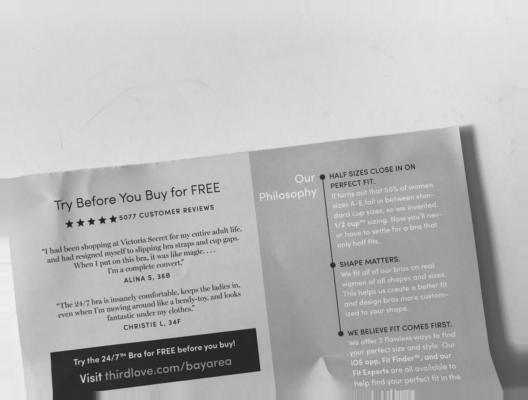 Try Before You Buy for FREE
★★★★★ 5077 CUSTOMER REVIEWS
"I had been shopping at Victoria Secret for my entire adult life,
and had resigned myself to slipping bra straps and cup gaps.
When I put on this bra, it was like magic. . . .
I'm a complete convert."
ALINA S, 36B
"The 24/7 bra is insanely comfortable, keeps the ladies in,
even when I'm moving around like a bendy-toy, and looks
fantastic under my clothes."
CHRISTIE L, 34F
Try the 24/7™ Bra for FREE before you buy!
Visit thirdlove.com/bayarea
Our
Philosophy
HALF SIZES CLOSE IN ON
PERFECT FIT.
It turns out that 50% of women
sizes A-E fall in between stan-
dard cup sizes, so we invented
1/2 cup™ sizing. Now you'll nev-
er have to settle for a bra that
only half fits.
SHAPE MATTERS.
We fit all of our bras on real
women of all shapes and sizes.
This helps us create a better fit
and design bras more custom-
ized to your shape.
WE BELIEVE FIT COMES FIRST.
We offer 3 flawless ways to find
your perfect size and style. Our
iOS app, Fit Finder™, and our
Fit Experts are all available to
help find your perfect fit in the